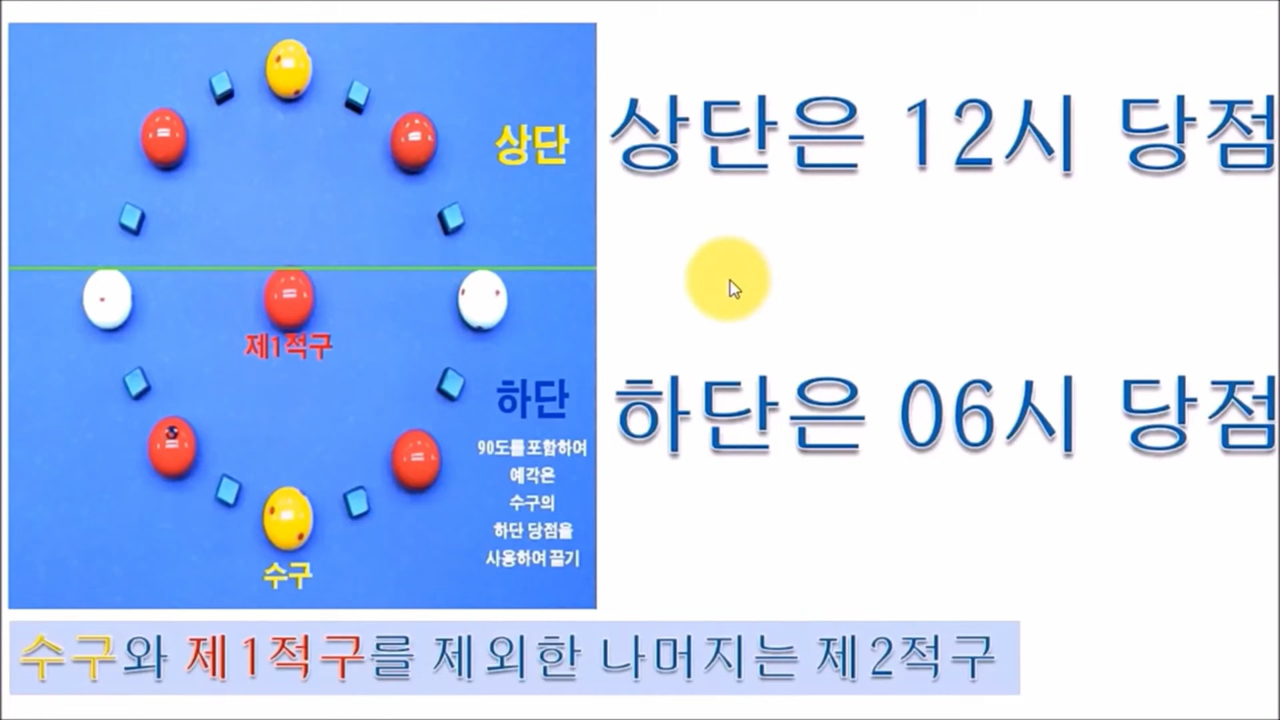 상단
상단은 12시 당점
제1적구
하단
하단은 06시 당점
90도를 포함하여
예각은
수구의
하단 당점을
사용하여 끌기
수구
수구와 제1적구를 제외한 나머지는 제2적구